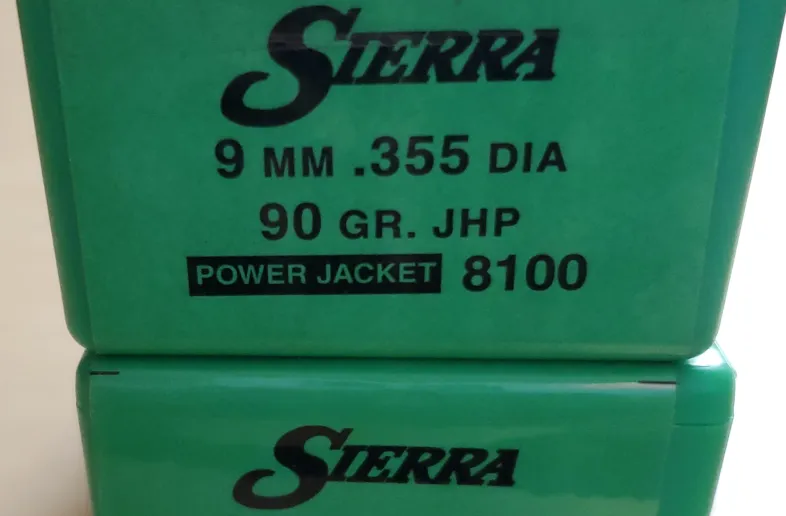 SIERRA
9 MM .355 DIA
90 GR. JHP
POWER JACKET 8100
SIERRA